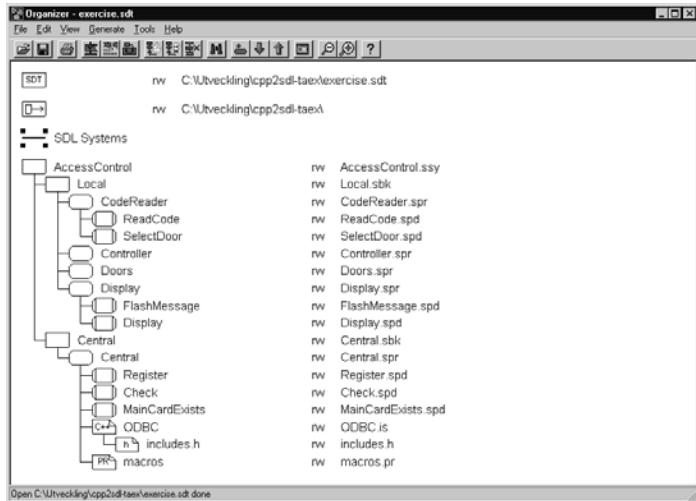 Organizer - exercise.sdt
File Edit View Generate Tools Help
SDT rw C:\Utveckling\cpp2sdl-taex\exercise.sdt
rw C:\Utveckling\cpp2sdl-taex\
SDL Systems
AccessControl rw AccessControl.ssy
Local rw Local.sbk
CodeReader rw CodeReader.spr
ReadCode rw ReadCode.spd
SelectDoor rw SelectDoor.spd
Controller rw Controller.spr
Doors rw Doors.spr
Display rw Display.spr
FlashMessage rw FlashMessage.spd
Display rw Display.spd
Central rw Central.sbk
Central rw Central.spr
Register rw Register.spd
Check rw Check.spd
MainCardExists rw MainCardExists.spd
C++ ODBC rw ODBC.is
h includes.h rw includes.h
PR macros rw macros.pr
Open C:\Utveckling\cpp2sdl-taex\exercise.sdt done